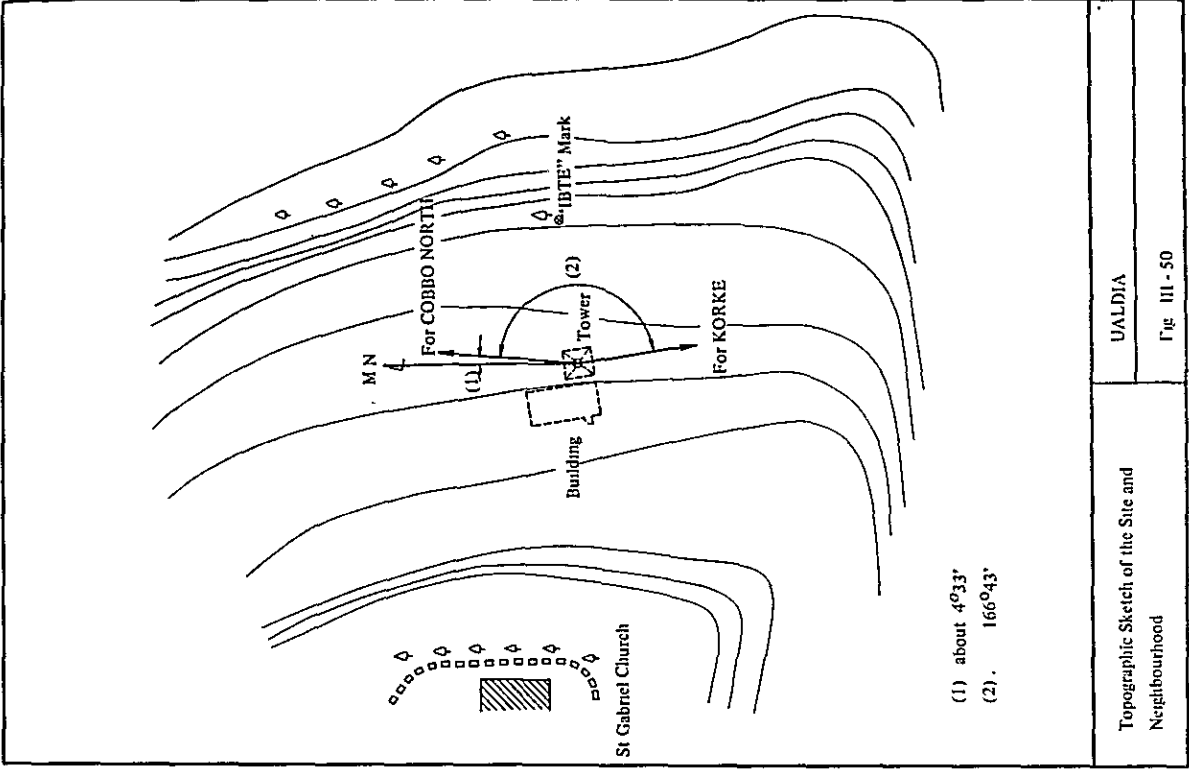 M N
For COBBO NORTH
(1)
(2)
"IBTE" Mark
Tower
Building
For KORKE
St Gabriel Church
(1) about 4°33'
(2). 166°43'
Topographic Sketch of the Site and
Neighbourhood
UALDIA
Fig III - 50